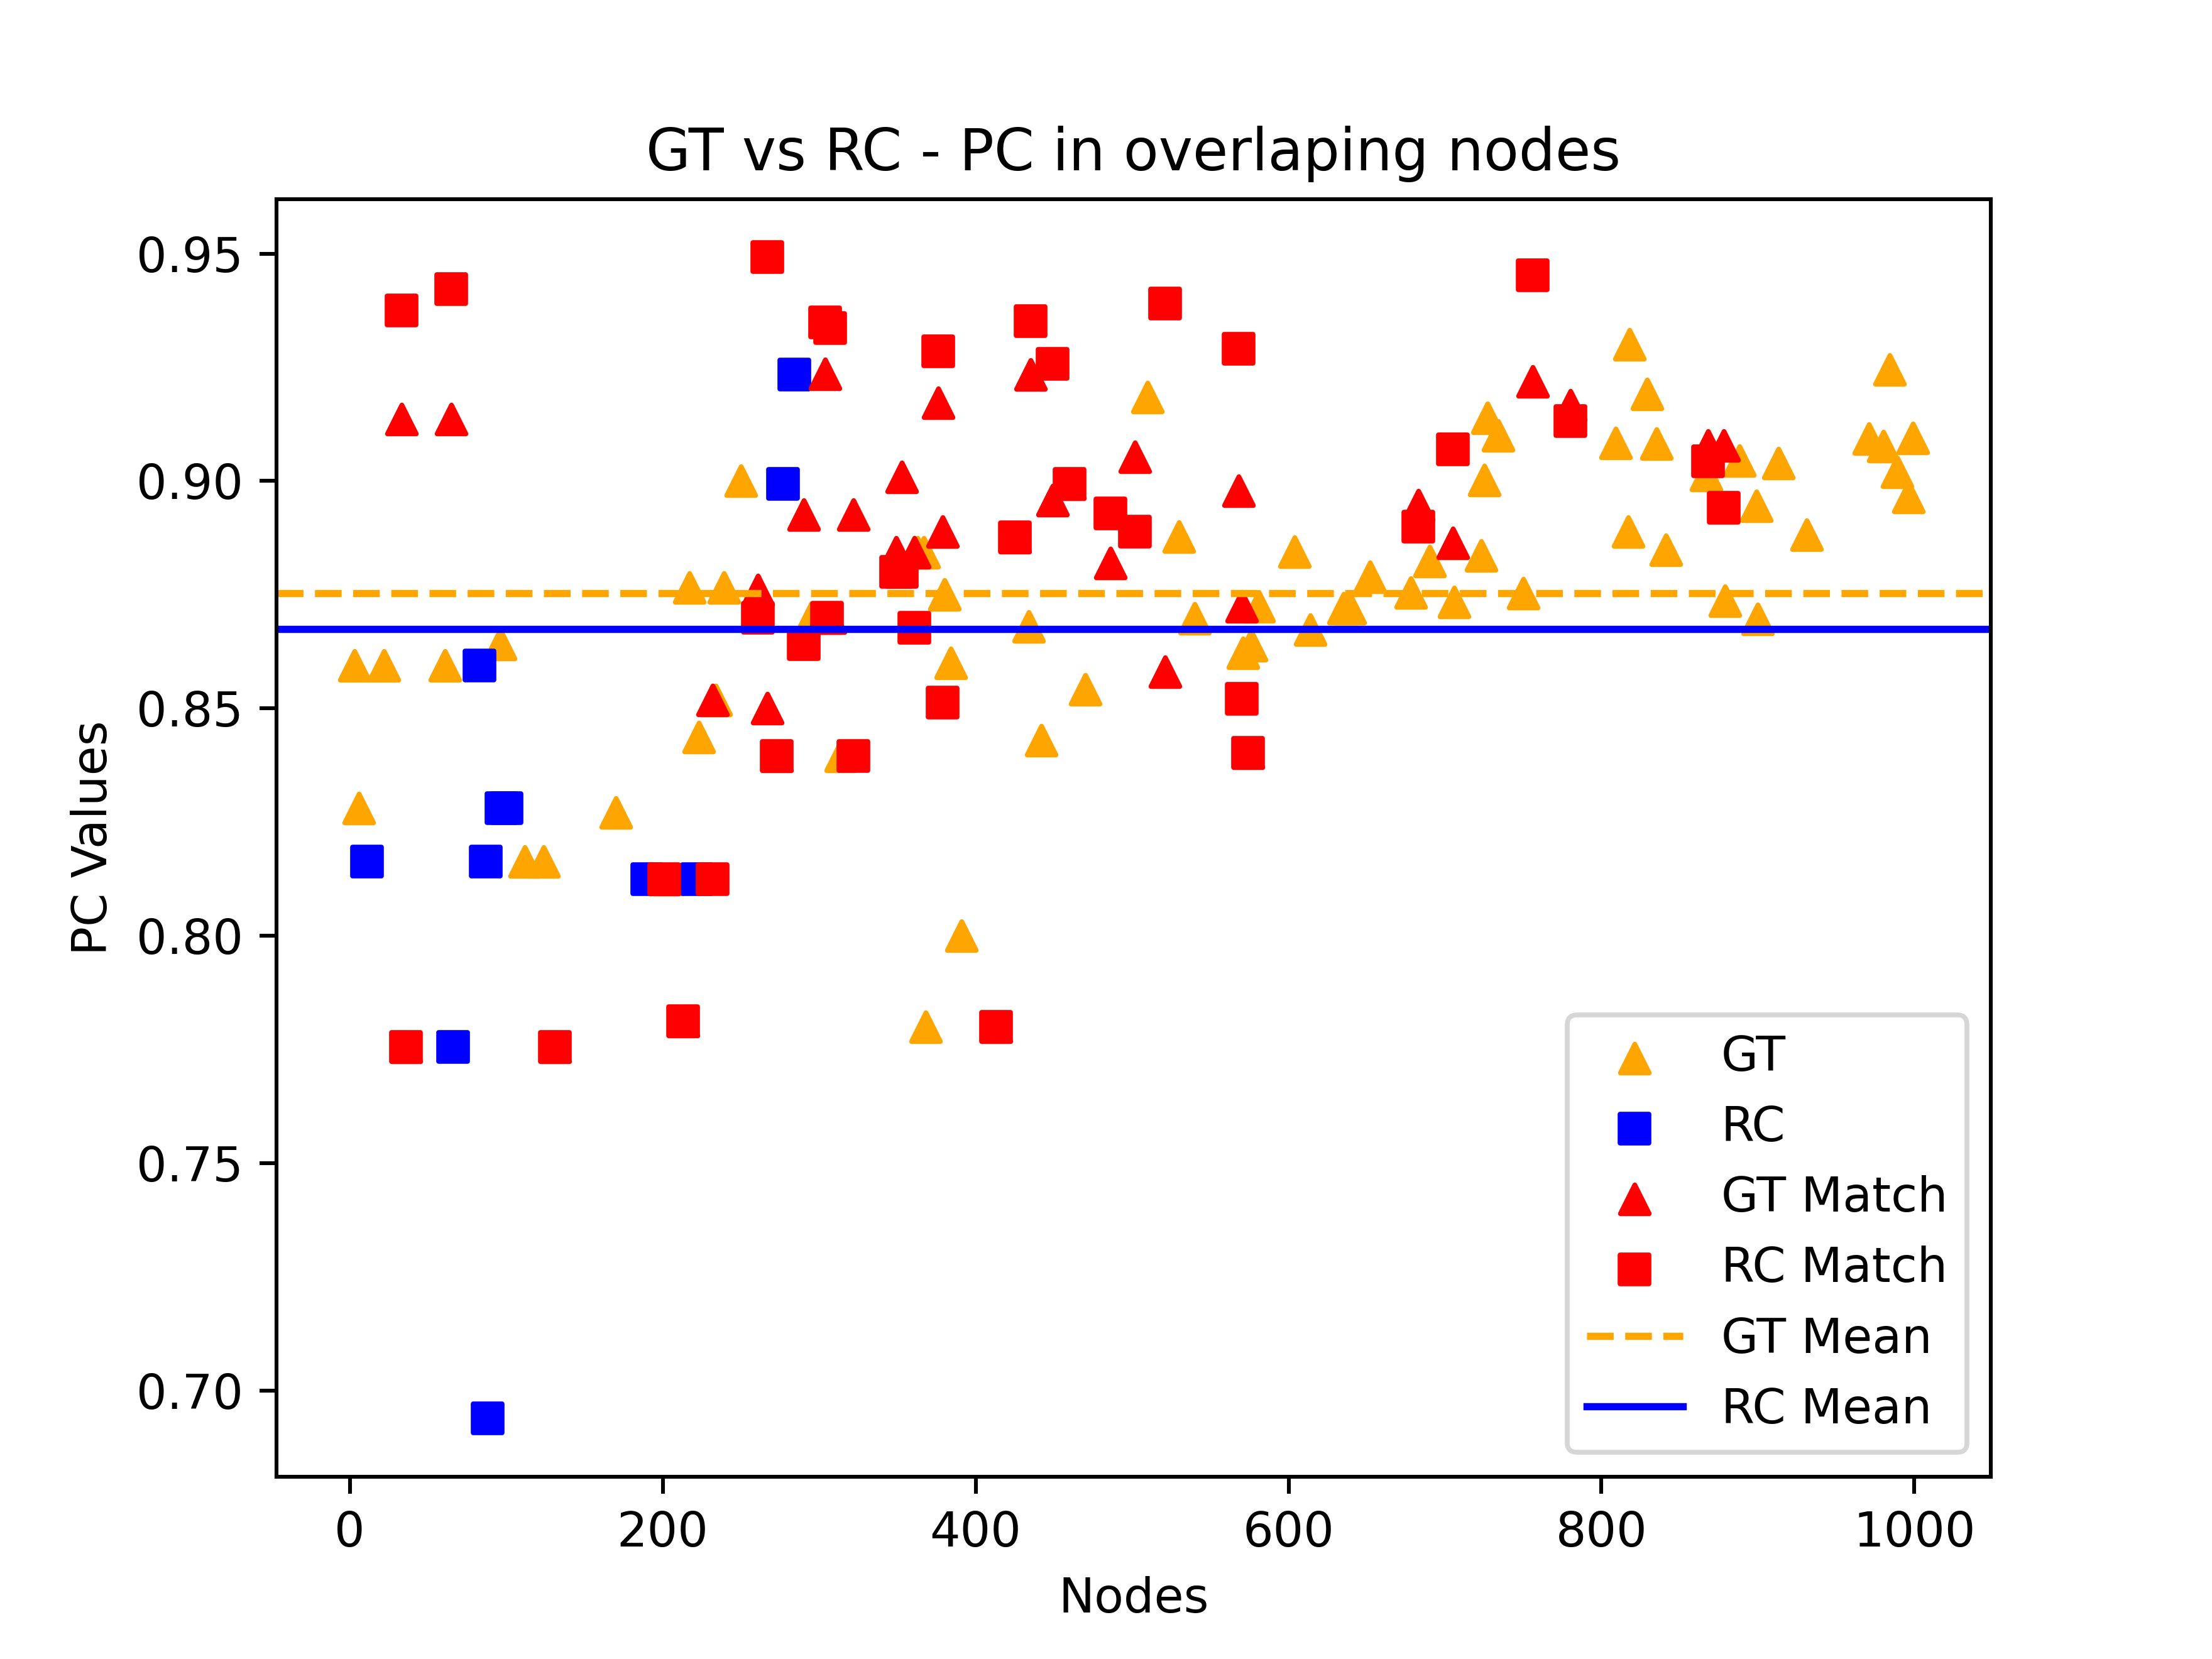 GT vs RC - PC in overlaping nodes
PC Values
0.95
0.90
0.85
0.80
0.75
0.70
0
200
400
600
800
1000
Nodes
GT
RC
GT Match
RC Match
GT Mean
RC Mean